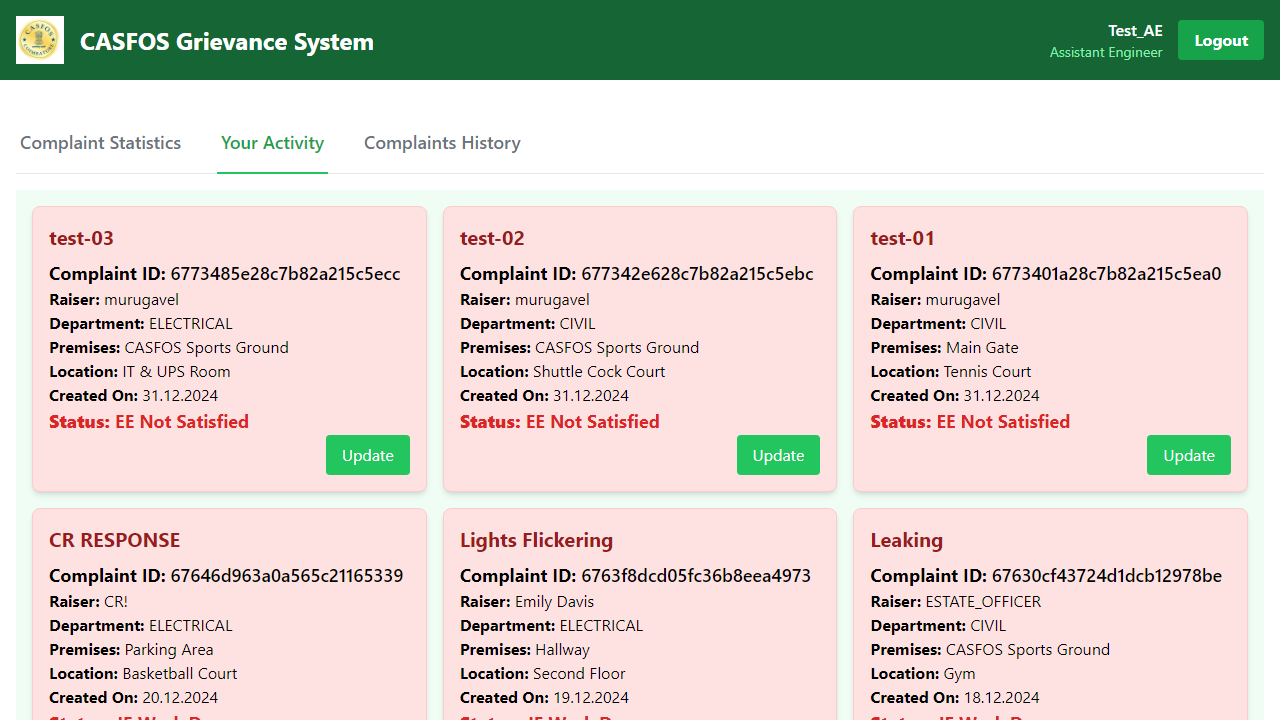 CASFOS Grievance System
Test_AE
Assistant Engineer
Logout
Complaint Statistics
Your Activity
Complaints History
test-03
Complaint ID: 6773485e28c7b82a215c5ecc
Raiser: murugavel
Department: ELECTRICAL
Premises: CASFOS Sports Ground
Location: IT & UPS Room
Created On: 31.12.2024
Status: EE Not Satisfied
Update
test-02
Complaint ID: 677342e628c7b82a215c5ebc
Raiser: murugavel
Department: CIVIL
Premises: CASFOS Sports Ground
Location: Shuttle Cock Court
Created On: 31.12.2024
Status: EE Not Satisfied
Update
test-01
Complaint ID: 6773401a28c7b82a215c5ea0
Raiser: murugavel
Department: CIVIL
Premises: Main Gate
Location: Tennis Court
Created On: 31.12.2024
Status: EE Not Satisfied
Update
CR RESPONSE
Complaint ID: 67646d963a0a565c21165339
Raiser: CR!
Department: ELECTRICAL
Premises: Parking Area
Location: Basketball Court
Created On: 20.12.2024
Lights Flickering
Complaint ID: 6763f8dcd05fc36b8eea4973
Raiser: Emily Davis
Department: ELECTRICAL
Premises: Hallway
Location: Second Floor
Created On: 19.12.2024
Leaking
Complaint ID: 67630cf43724d1dcb12978be
Raiser: ESTATE_OFFICER
Department: CIVIL
Premises: CASFOS Sports Ground
Location: Gym
Created On: 18.12.2024